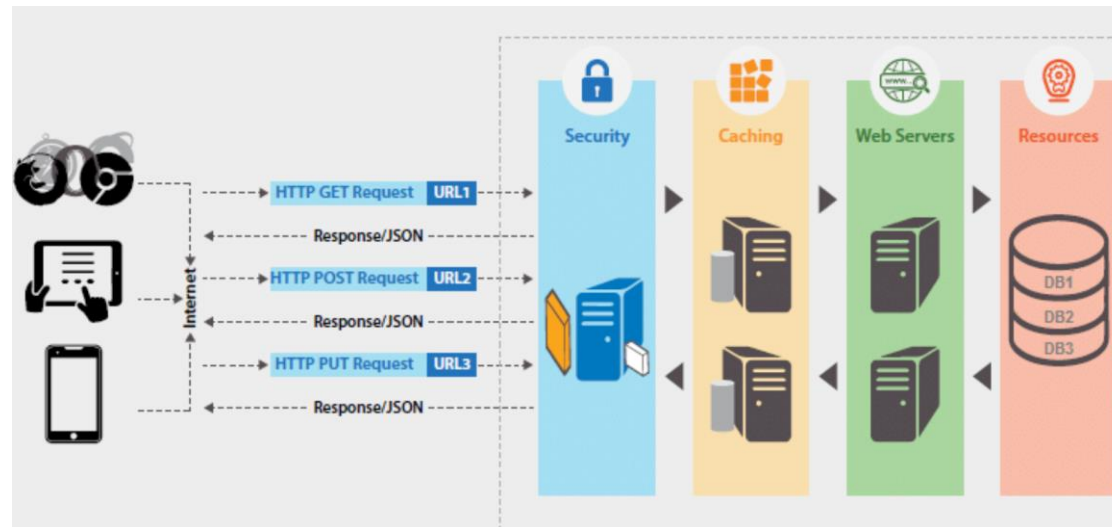 Security
Caching
Web Servers
Resources
www...
Internet
HTTP GET Request URL1
Response/JSON
HTTP POST Request URL2
Response/JSON
HTTP PUT Request URL3
Response/JSON
DB1
DB2
DB3